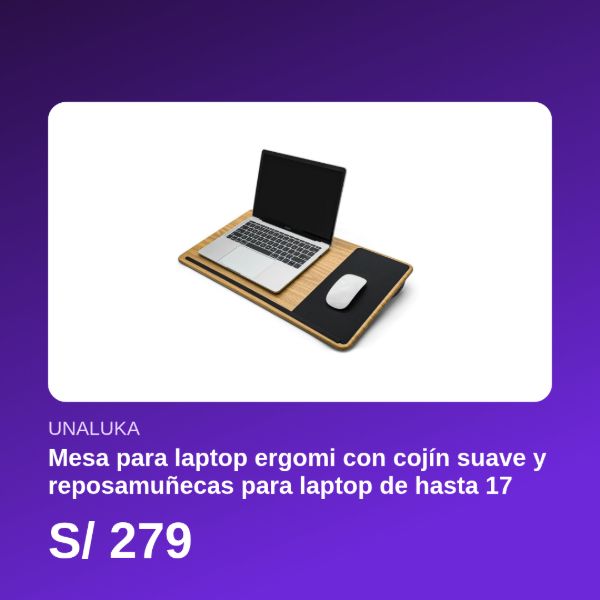 UNALUKA
Mesa para laptop ergomi con cojín suave y
reposamuñecas para laptop de hasta 17
S/ 279